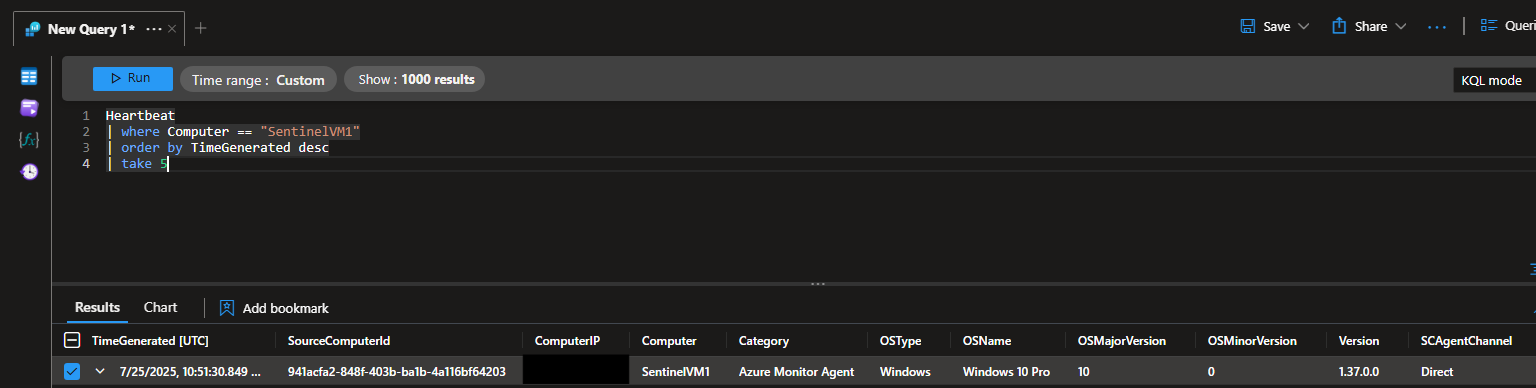 New Query 1* ···
Save
Share
···
Queri
Run
Time range : Custom
Show : 1000 results
KQL mode
1 Heartbeat
2 | where Computer == "SentinelVM1"
3 | order by TimeGenerated desc
4 | take 5
Results
Chart
Add bookmark
TimeGenerated [UTC] SourceComputerId ComputerIP Computer Category OSType OSName OSMajorVersion OSMinorVersion Version SCAgentChannel
7/25/2025, 10:51:30.849 ... 941acfa2-848f-403b-ba1b-4a116bf64203 SentinelVM1 Azure Monitor Agent Windows Windows 10 Pro 10 0 1.37.0.0 Direct